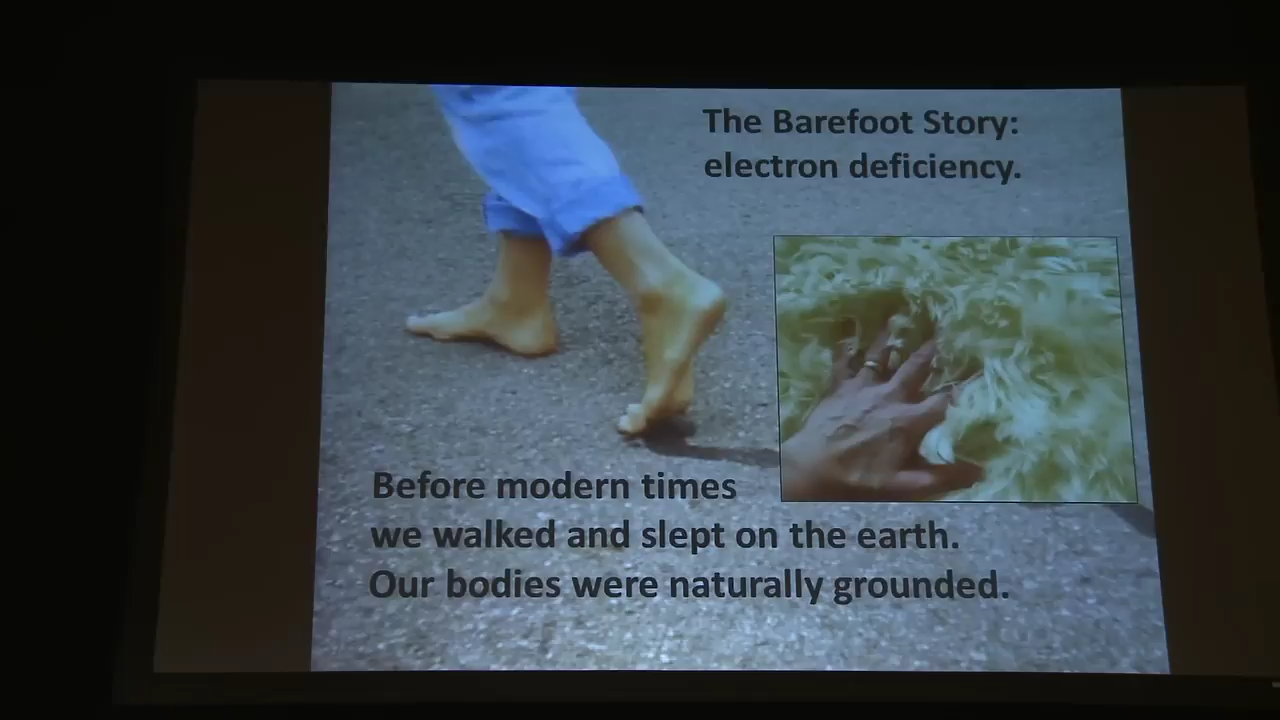 The Barefoot Story:
electron deficiency.
Before modern times
we walked and slept on the earth.
Our bodies were naturally grounded.